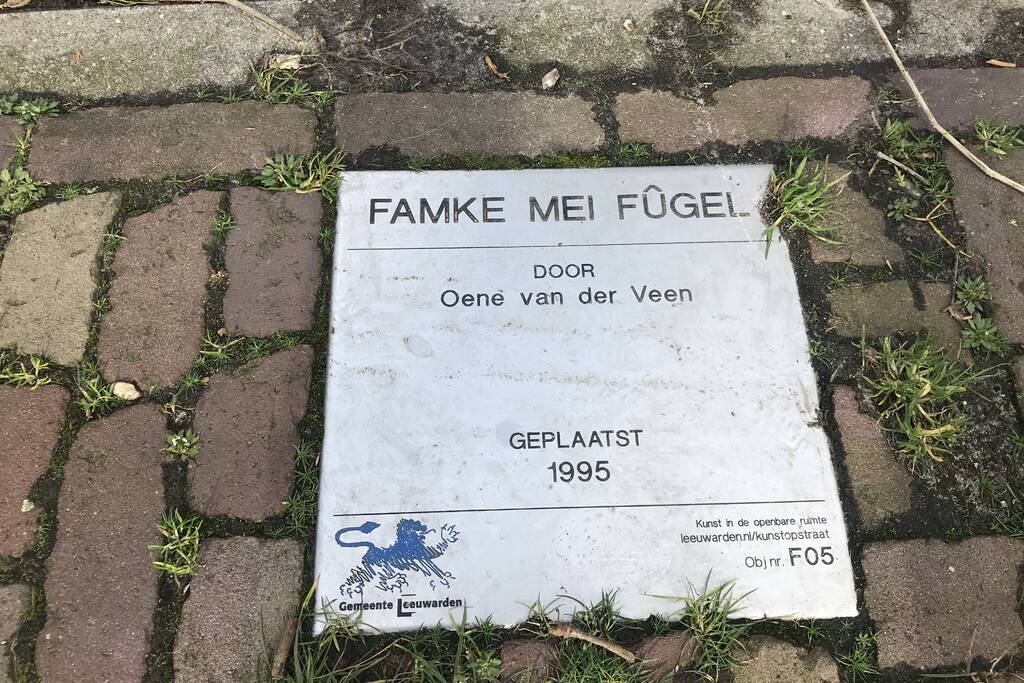 FAMKE MEI FÛGEL
DOOR
Oene van der Veen
GEPLAATST
1995
Kunst in de openbare ruimte
leeuwarden.nl/kunstopstraat
Obj nr. F05
Gemeente Leeuwarden